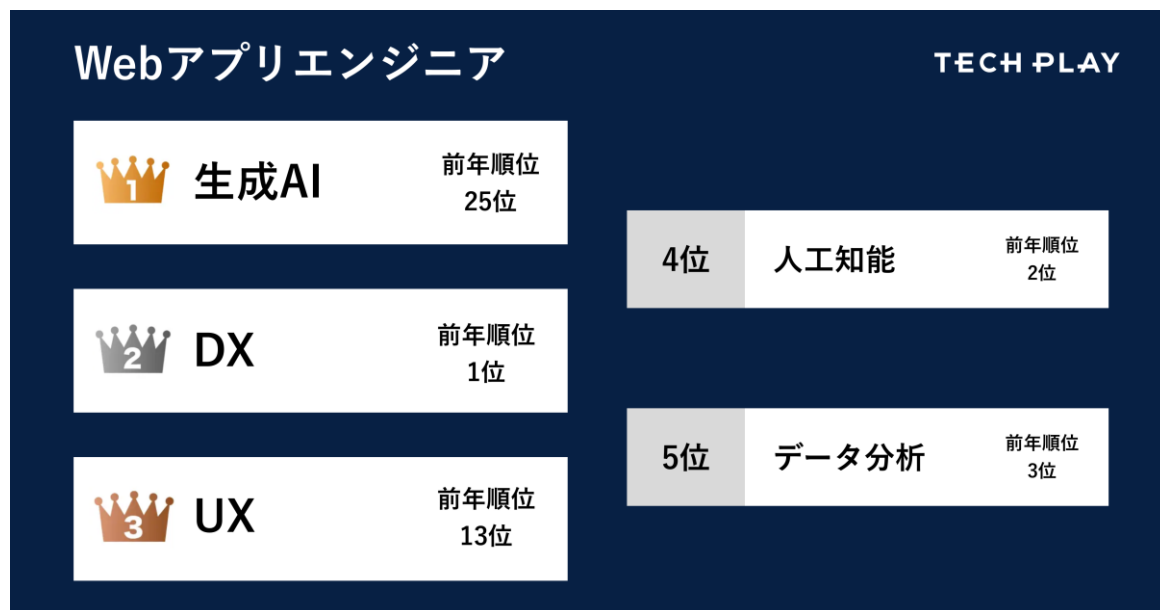 Webアプリエンジニア
TECH PLAY
1
生成AI
前年順位
25位
2
DX
前年順位
1位
3
UX
前年順位
13位
4位
人工知能
前年順位
2位
5位
データ分析
前年順位
3位